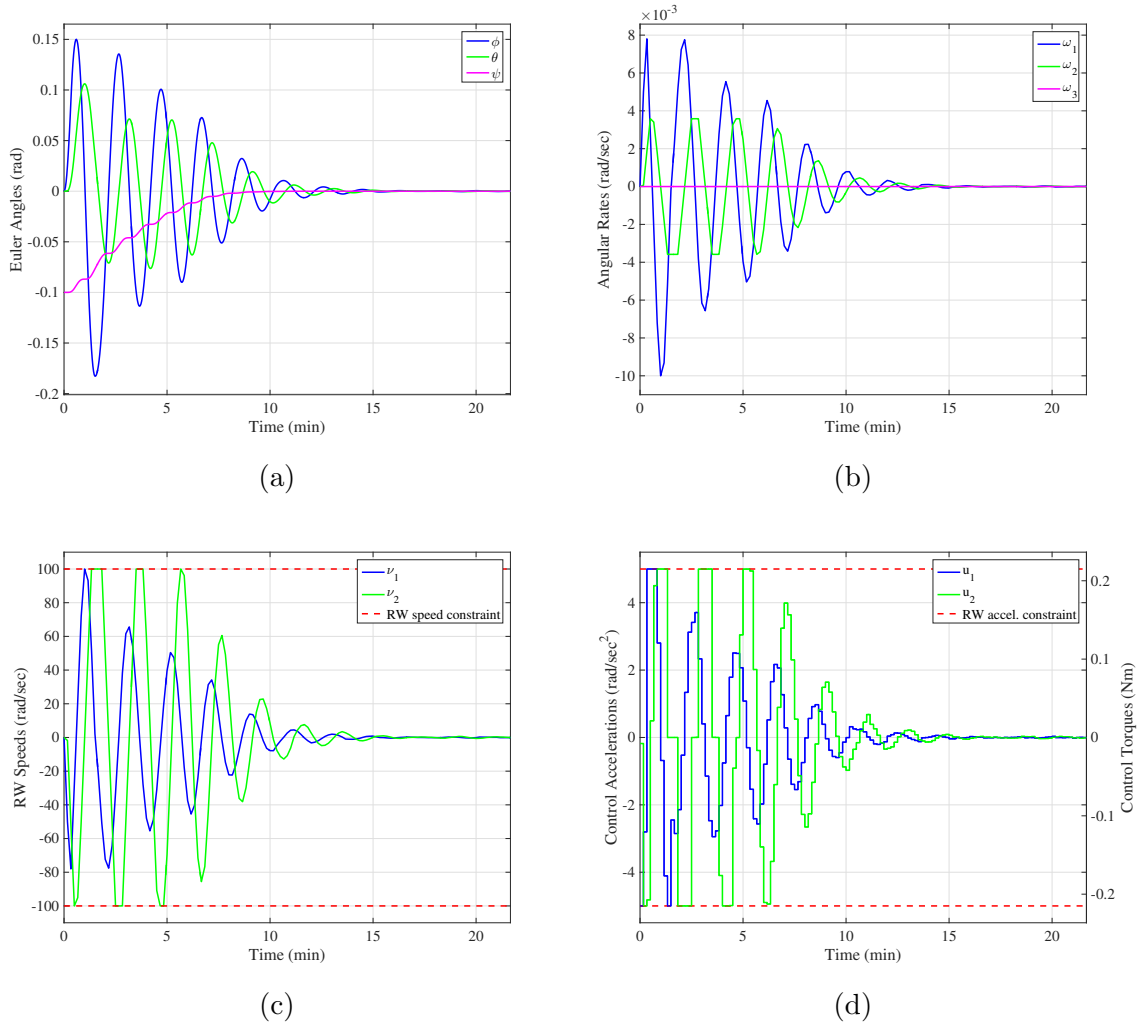 0.15
0.1
0.05
0
-0.05
-0.1
-0.15
-0.2
Euler Angles (rad)
ϕ
θ
ψ
0 5 10 15 20
Time (min)
(a)
×10⁻³
8
6
4
2
0
-2
-4
-6
-8
-10
Angular Rates (rad/sec)
ω₁
ω₂
ω₃
0 5 10 15 20
Time (min)
(b)
100
80
60
40
20
0
-20
-40
-60
-80
-100
RW Speeds (rad/sec)
ν₁
ν₂
RW speed constraint
0 5 10 15 20
Time (min)
(c)
4
2
0
-2
-4
Control Accelerations (rad/sec²)
u₁
u₂
RW accel. constraint
0.2
0.1
0
-0.1
-0.2
Control Torques (Nm)
0 5 10 15 20
Time (min)
(d)